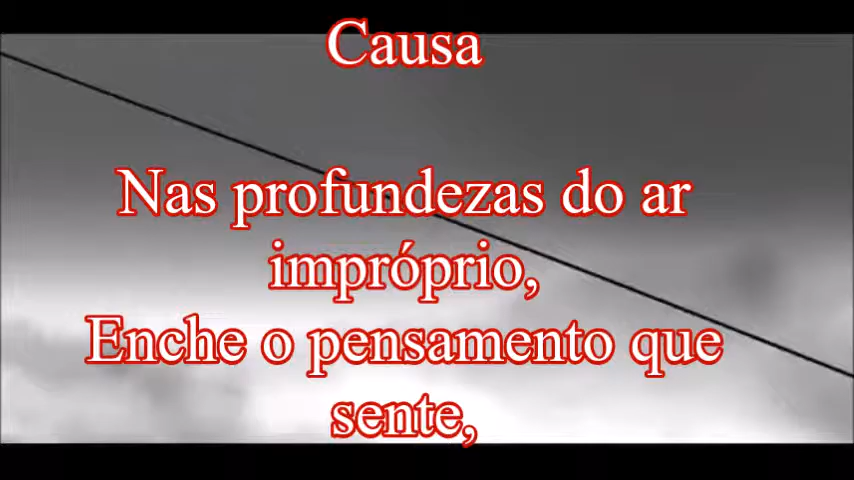 Causa
Nas profundezas do ar
impróprio,
Enche o pensamento que
sente,